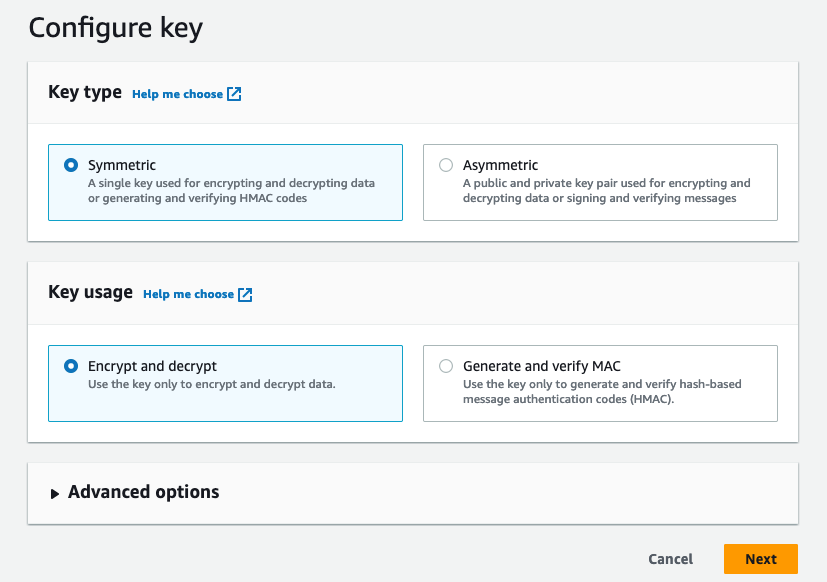 Configure key
Key type Help me choose
Symmetric
A single key used for encrypting and decrypting data
or generating and verifying HMAC codes
Asymmetric
A public and private key pair used for encrypting and
decrypting data or signing and verifying messages
Key usage Help me choose
Encrypt and decrypt
Use the key only to encrypt and decrypt data.
Generate and verify MAC
Use the key only to generate and verify hash-based
message authentication codes (HMAC).
Advanced options
Cancel Next